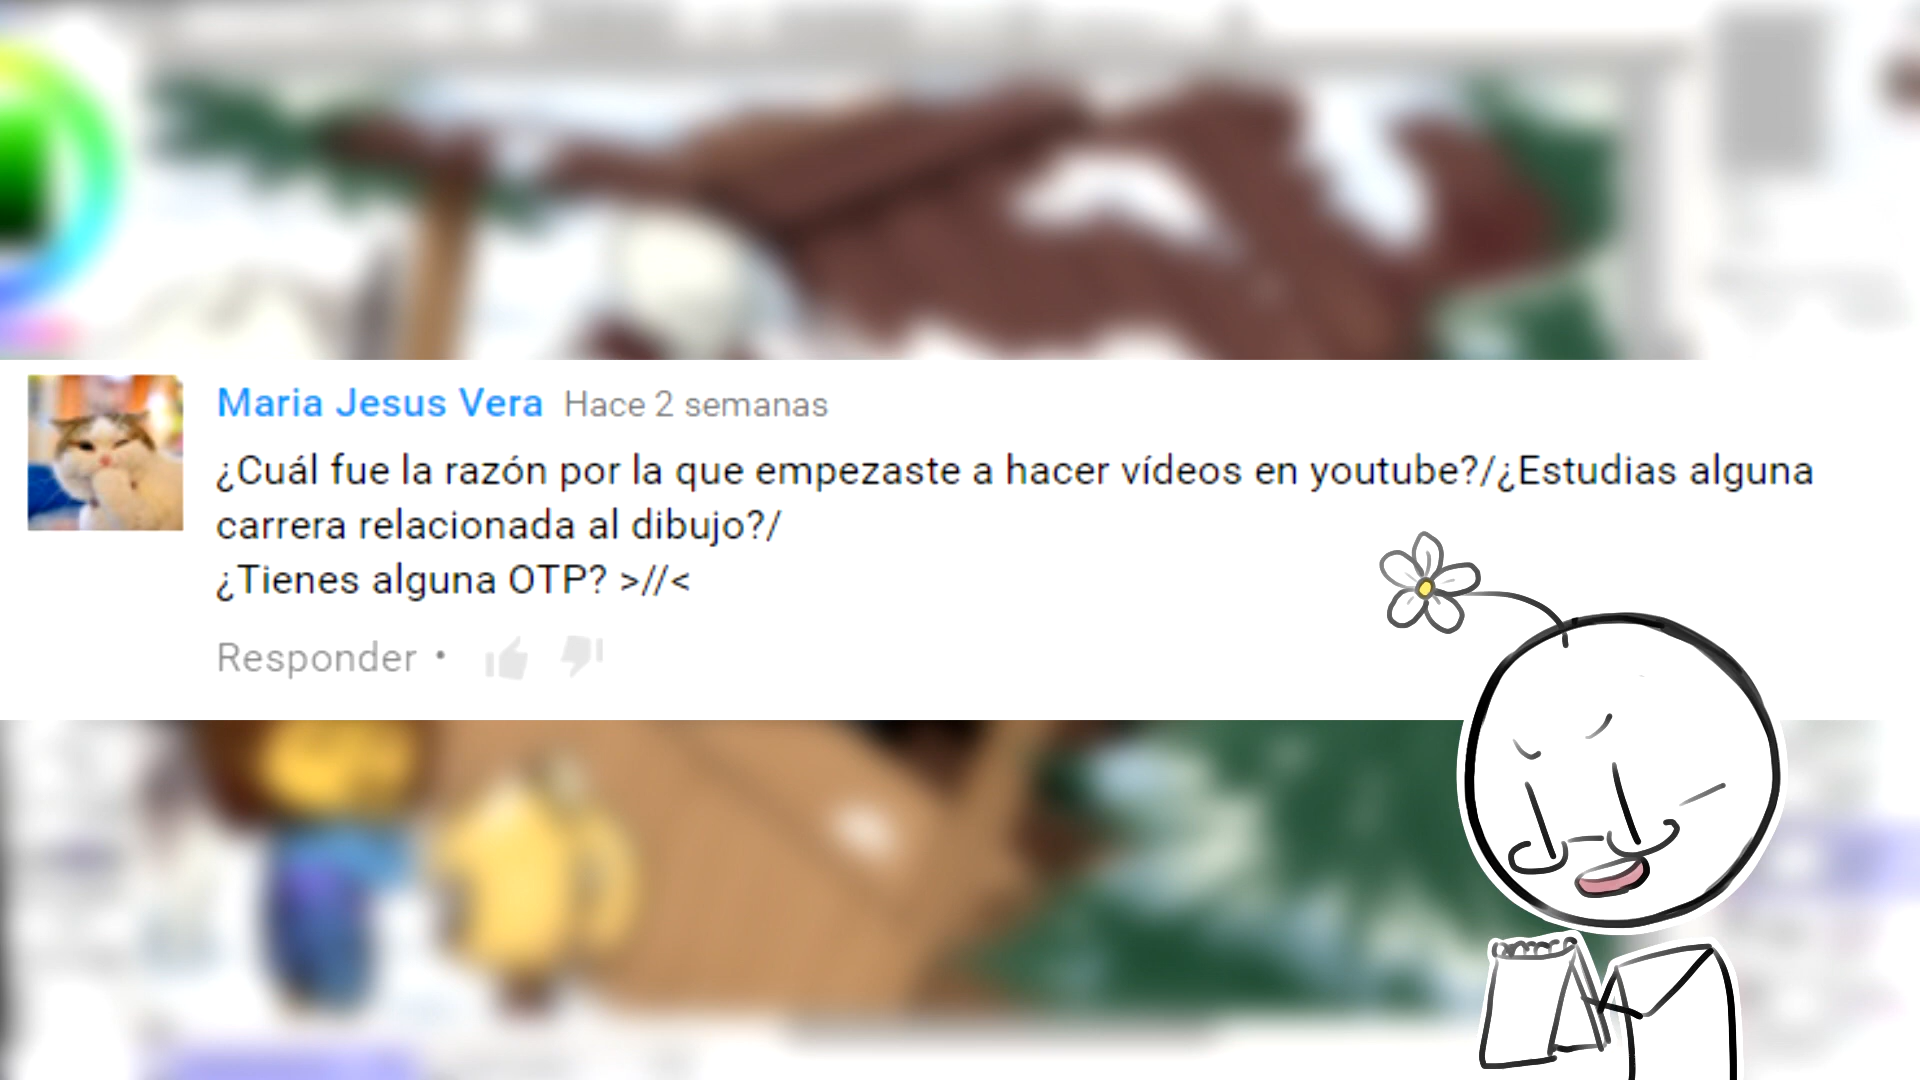 Maria Jesus Vera Hace 2 semanas
¿Cuál fue la razón por la que empezaste a hacer vídeos en youtube?/¿Estudias alguna
carrera relacionada al dibujo?/
¿Tienes alguna OTP? >//<
Responder •